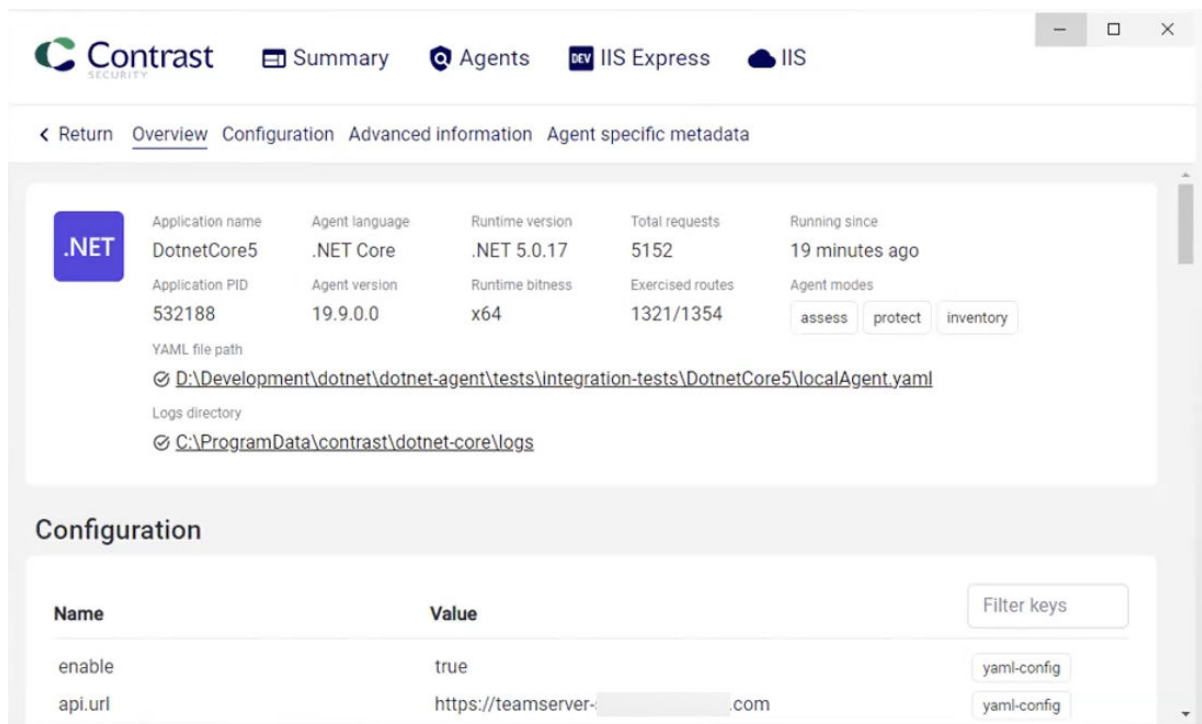 Contrast
SECURITY
Summary
Agents
DEV IIS Express
IIS
Return Overview Configuration Advanced information Agent specific metadata
.NET
Application name Agent language Runtime version Total requests Running since
DotnetCore5 .NET Core .NET 5.0.17 5152 19 minutes ago
Application PID Agent version Runtime bitness Exercised routes Agent modes
532188 19.9.0.0 x64 1321/1354 assess protect inventory
YAML file path
D:\Development\dotnet\dotnet-agent\tests\integration-tests\DotnetCore5\localAgent.yaml
Logs directory
C:\ProgramData\contrast\dotnet-core\logs
Configuration
Name Value Filter keys
enable true yaml-config
api.url https://teamserver- .com yaml-config